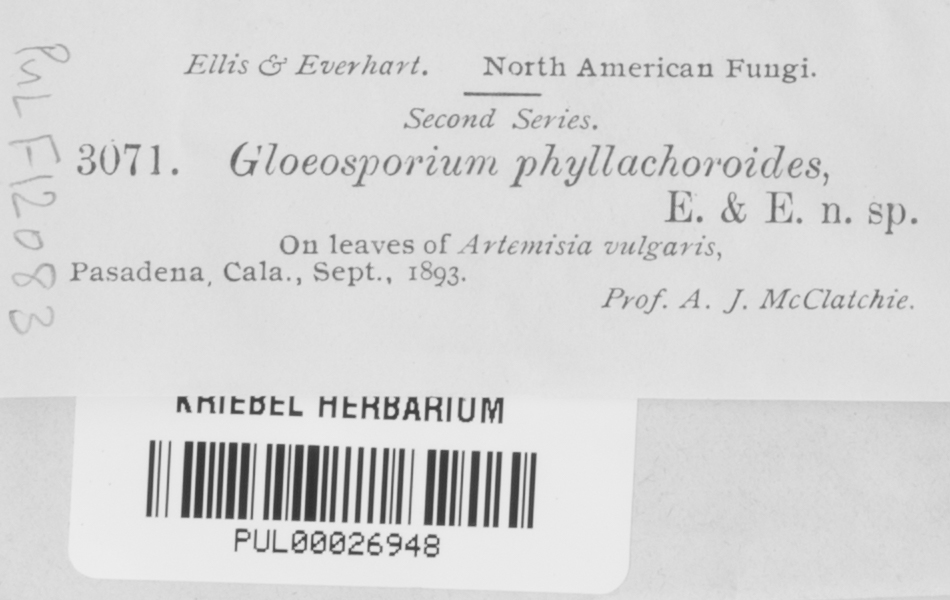 Ellis & Everhart. North American Fungi.
Second Series.
3071. Gloeosporium phyllachoroides,
E. & E. n. sp.
On leaves of Artemisia vulgaris,
Pasadena, Cala., Sept., 1893.
Prof. A. J. McClatchie.
PUL F12083
KRIEBEL HERBARIUM
PUL00026948